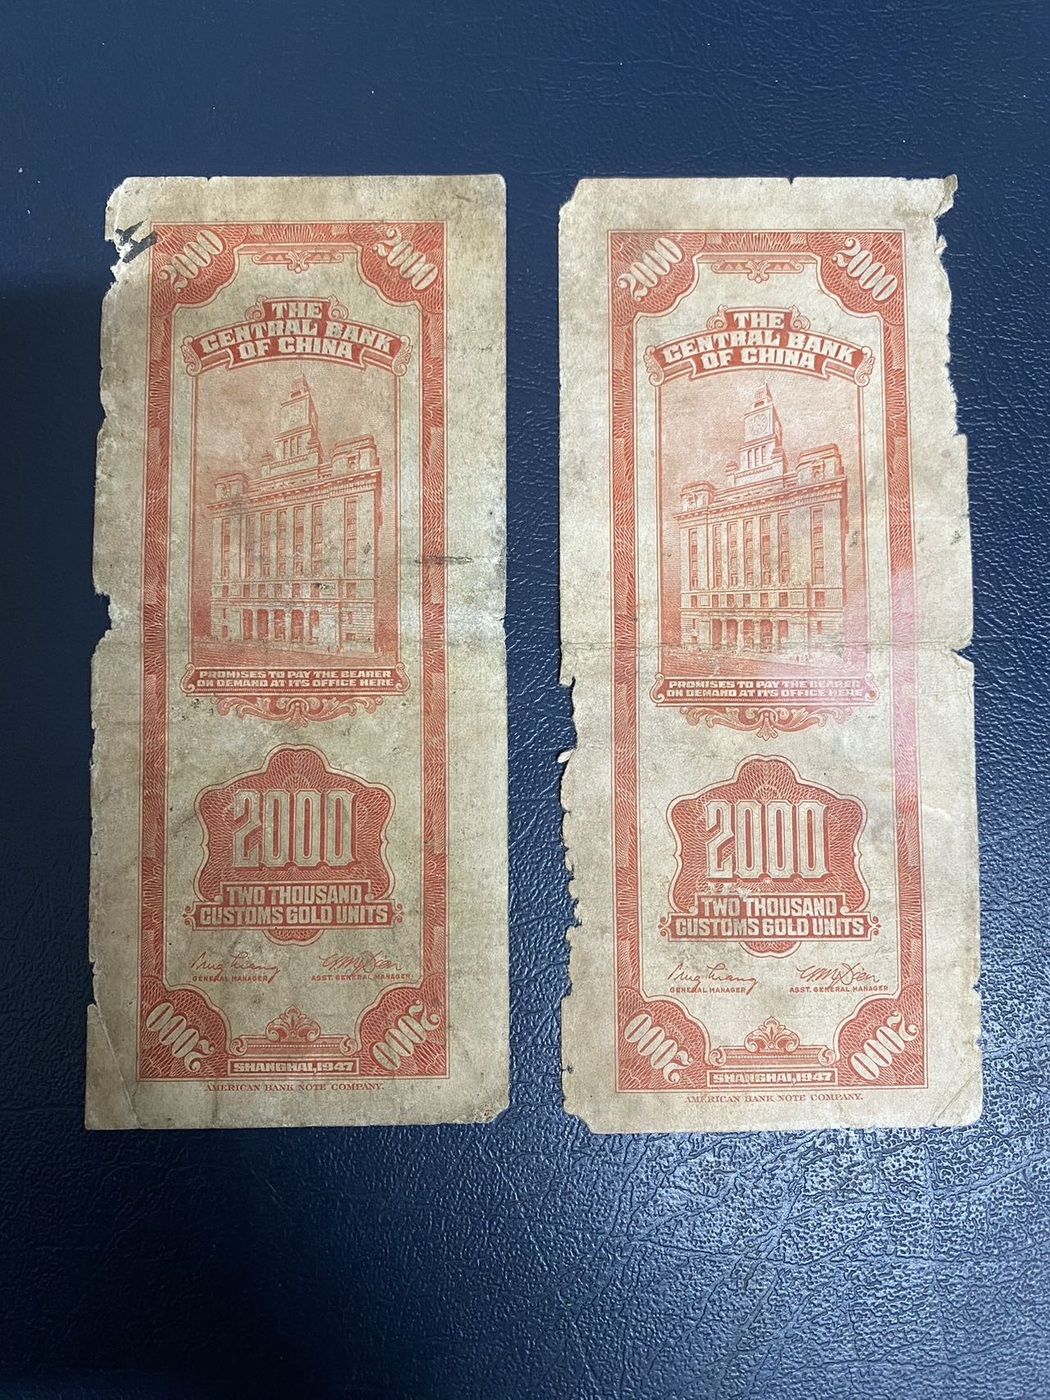 2000 2000
THE
CENTRAL BANK
OF CHINA
PROMISES TO PAY THE BEARER
ON DEMAND AT ITS OFFICE HERE
2000
TWO THOUSAND
CUSTOMS GOLD UNITS
GENERAL MANAGER ASST. GENERAL MANAGER
2000 2000
SHANGHAI, 1947
AMERICAN BANK NOTE COMPANY.
2000 2000
THE
CENTRAL BANK
OF CHINA
PROMISES TO PAY THE BEARER
ON DEMAND AT ITS OFFICE HERE
2000
TWO THOUSAND
CUSTOMS GOLD UNITS
GENERAL MANAGER ASST. GENERAL MANAGER
2000 2000
SHANGHAI, 1947
AMERICAN BANK NOTE COMPANY.